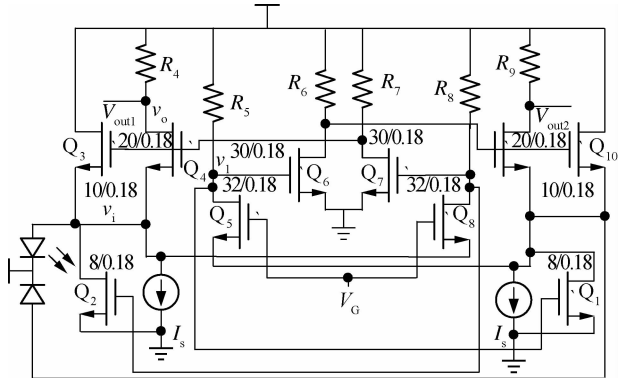 R4
R5
R6
R7
R8
R9
Vout1
vo
Vout2
Q3
20/0.18
Q4
30/0.18
30/0.18
20/0.18
Q10
v1
Q6
Q7
10/0.18
32/0.18
32/0.18
10/0.18
vi
Q5
Q8
8/0.18
8/0.18
Q2
VG
Q1
Is
Is